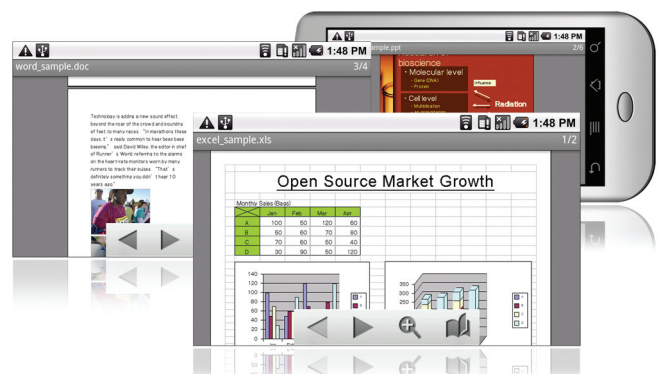 1:48 PM
sample.ppt 2/6
bioscience
· Molecular level
- Gene (DNA)
- Protein
· Cell level
- Multiplication
Influence
Radiation
1:48 PM
word_sample.doc 3/4
Technology is adding a new sound effect
beyond the roar of the crowd and sounds
of feet to many races. "In marathons these
days, it's really common to hear beep beep
beeping," said David Wiley, the editor in chief
of Runner's World referring to the alarms
on the heart-rate monitors worn by many
runners to track their pulses. "That's
definitely something you didn't hear 10
years ago."
1:48 PM
excel_sample.xls 1/2
Open Source Market Growth
Monthly Sales (Bags)
Jan Feb Mar Apr
A 100 50 120 60
B 50 60 70 80
C 70 60 50 40
D 30 90 50 120
140
120
100
80
60
40
20
0
350
300
250